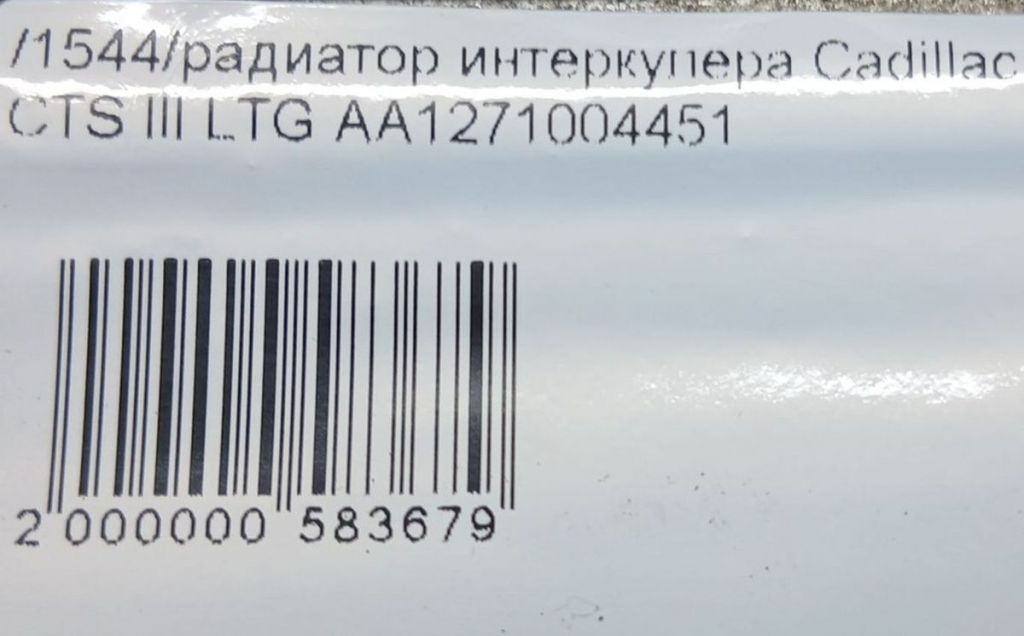 /1544/радиатор интеркулера Cadillac
CTS III LTG AA1271004451
2 000000 583679